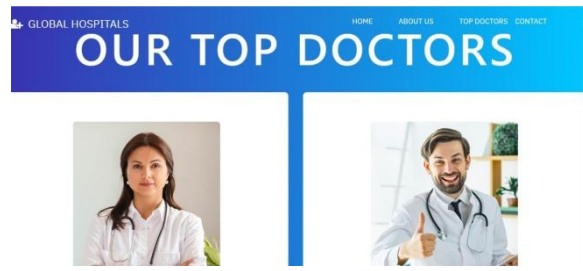 GLOBAL HOSPITALS
HOME ABOUT US TOP DOCTORS CONTACT
OUR TOP DOCTORS